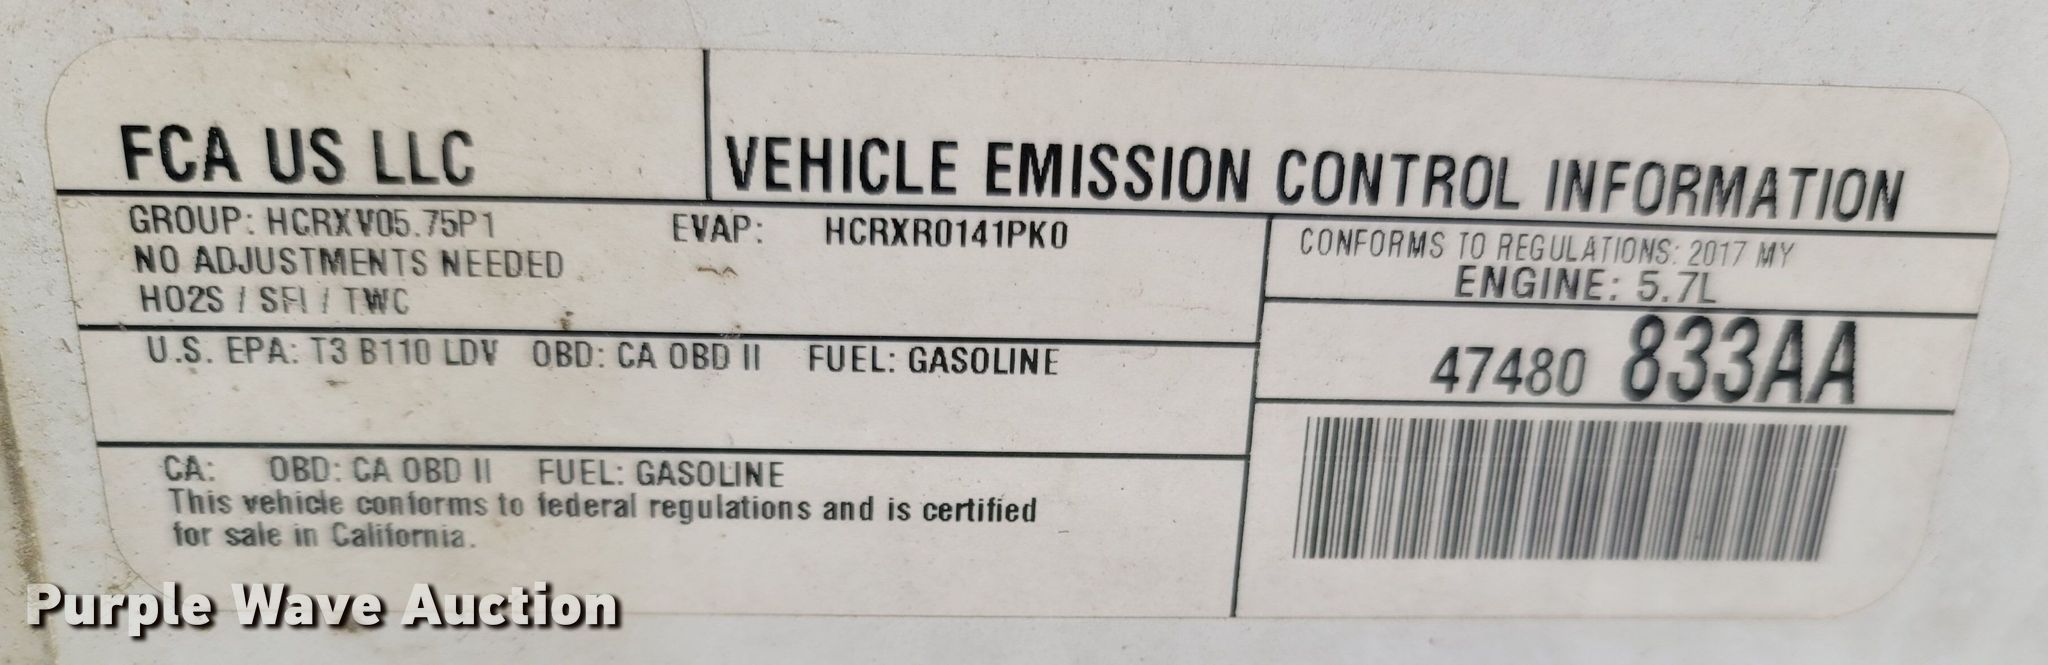 FCA US LLC
VEHICLE EMISSION CONTROL INFORMATION
GROUP: HCRXV05.75P1 EVAP: HCRXR0141PK0
NO ADJUSTMENTS NEEDED
HO2S / SFI / TWC
CONFORMS TO REGULATIONS: 2017 MY
ENGINE: 5.7L
U.S. EPA: T3 B110 LDV OBD: CA OBD II FUEL: GASOLINE
47480 833AA
CA: OBD: CA OBD II FUEL: GASOLINE
This vehicle conforms to federal regulations and is certified
for sale in California.
Purple Wave Auction